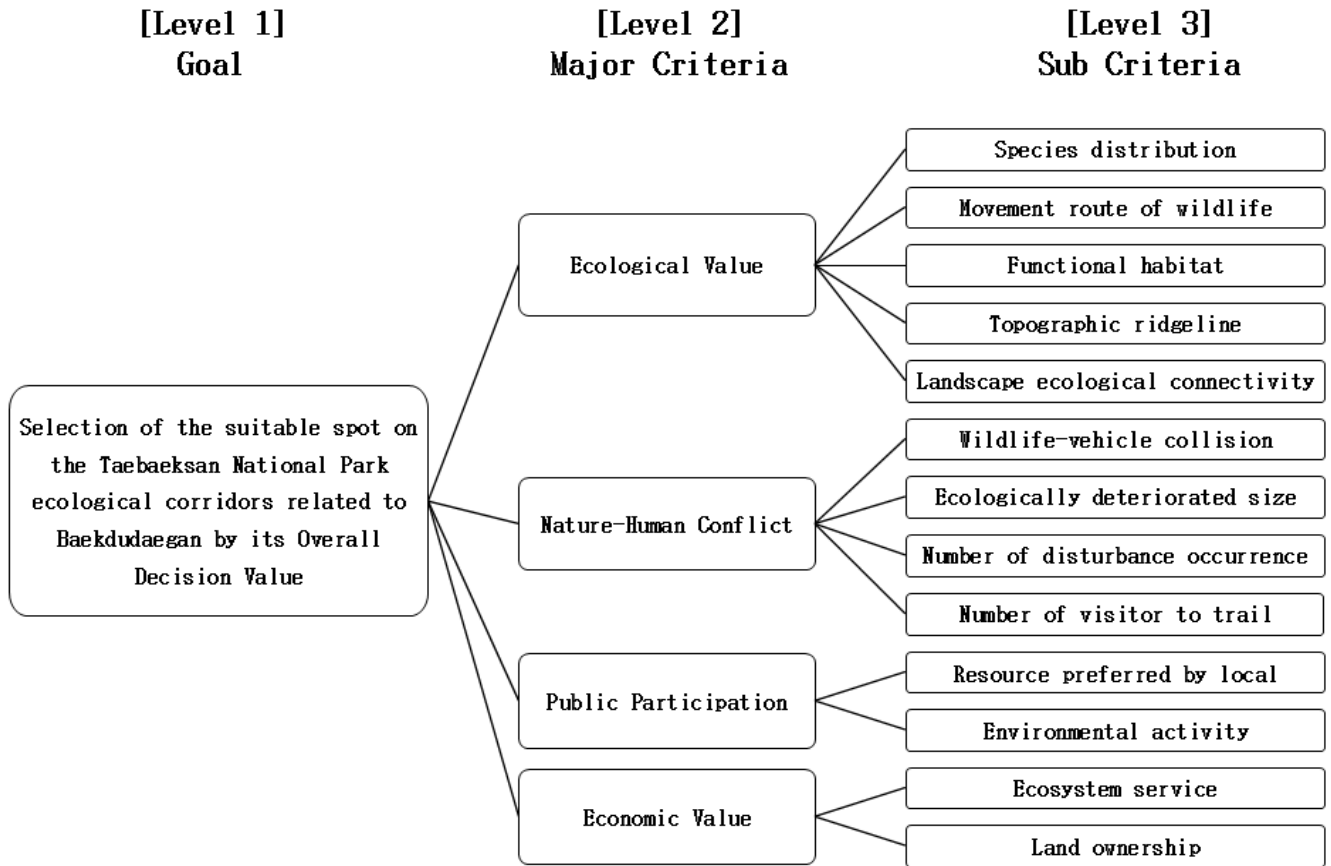 [Level 1]
Goal
[Level 2]
Major Criteria
[Level 3]
Sub Criteria
Selection of the suitable spot on
the Taebaeksan National Park
ecological corridors related to
Baekdudaegan by its Overall
Decision Value
Ecological Value
Species distribution
Movement route of wildlife
Functional habitat
Topographic ridgeline
Landscape ecological connectivity
Nature-Human Conflict
Wildlife-vehicle collision
Ecologically deteriorated size
Number of disturbance occurrence
Number of visitor to trail
Public Participation
Resource preferred by local
Environmental activity
Economic Value
Ecosystem service
Land ownership